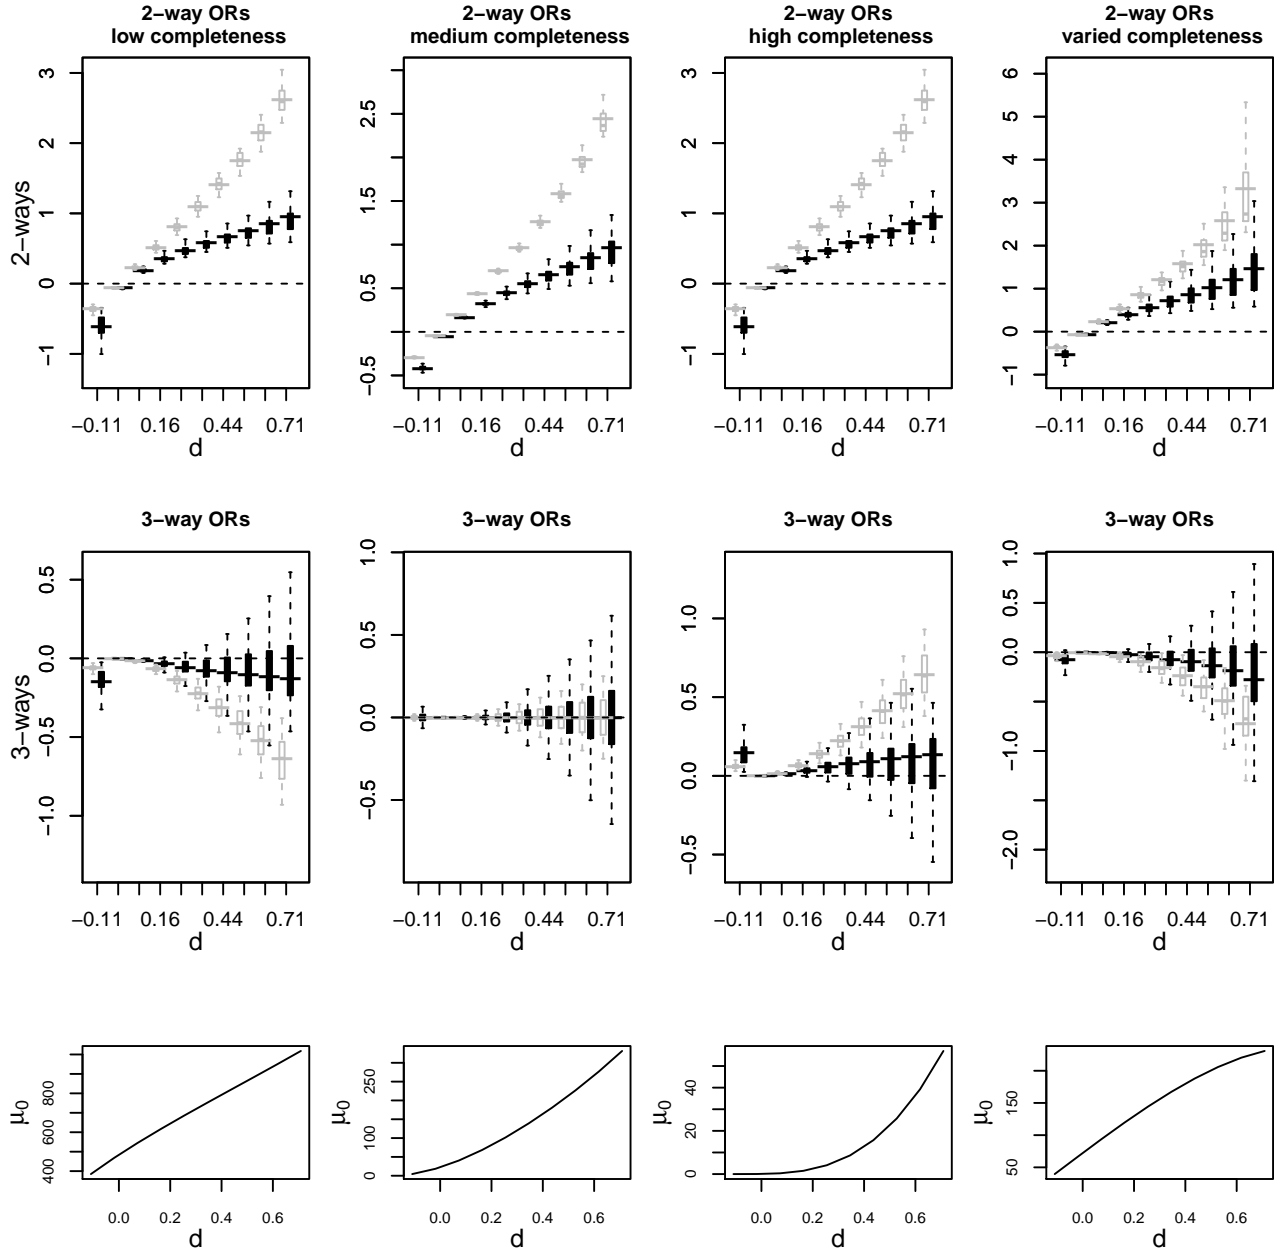 2−way ORs
low completeness
2−way ORs
medium completeness
2−way ORs
high completeness
2−way ORs
varied completeness
2−ways
3
2
1
0
−1
−0.11 0.16 0.44 0.71
d
2.5
1.5
0.5
−0.5
−0.11 0.16 0.44 0.71
d
3
2
1
0
−1
−0.11 0.16 0.44 0.71
d
6
5
4
3
2
1
0
−1
−0.11 0.16 0.44 0.71
d
3−way ORs
3−way ORs
3−way ORs
3−way ORs
3−ways
0.5
0.0
−0.5
−1.0
−0.11 0.16 0.44 0.71
d
1.0
0.5
0.0
−0.5
−0.11 0.16 0.44 0.71
d
1.0
0.5
0.0
−0.5
−0.11 0.16 0.44 0.71
d
1.0
0.5
0.0
−1.0
−2.0
−0.11 0.16 0.44 0.71
d
μ0
800
600
400
0.0 0.2 0.4 0.6
d
μ0
250
100
0
0.0 0.2 0.4 0.6
d
μ0
40
20
0
0.0 0.2 0.4 0.6
d
μ0
150
50
0.0 0.2 0.4 0.6
d